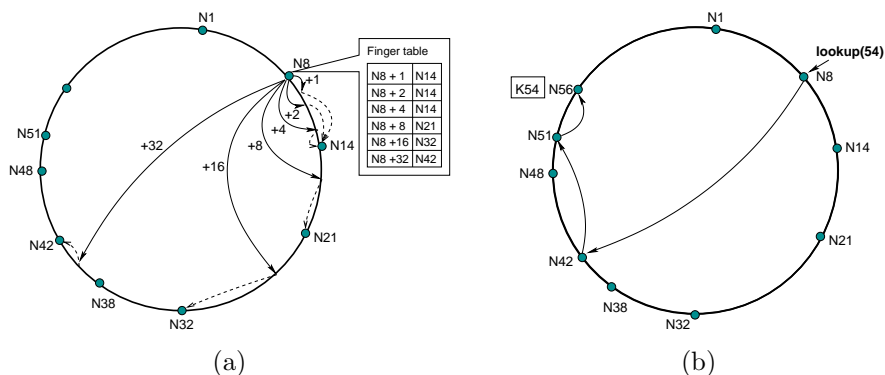 N1
N8
+1
+2
+4
+8
+16
+32
N14
N21
N32
N38
N42
N48
N51
Finger table
N8 + 1 N14
N8 + 2 N14
N8 + 4 N14
N8 + 8 N21
N8 +16 N32
N8 +32 N42
(a)
N1
lookup(54)
N8
K54 N56
N51
N48
N42
N38
N32
N21
N14
(b)